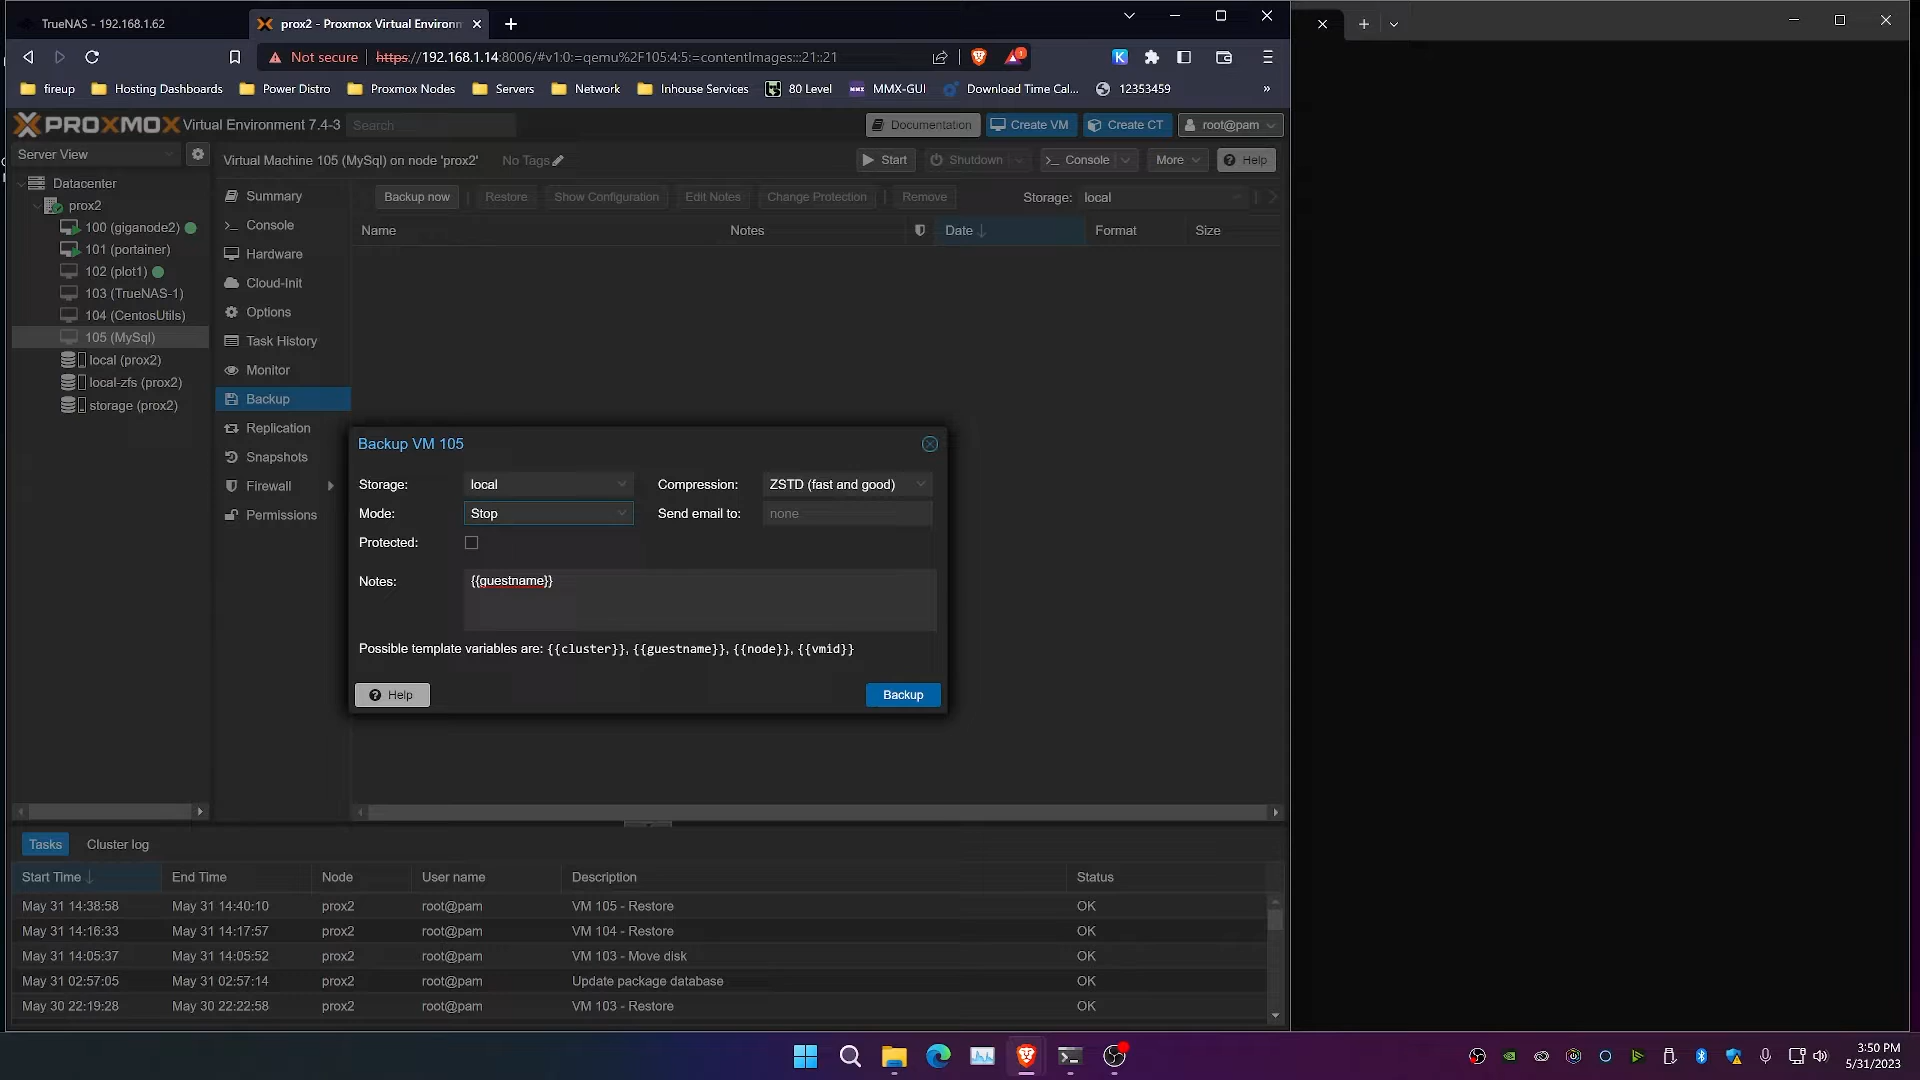 TrueNAS - 192.168.1.62
prox2 - Proxmox Virtual Environm
Not secure
https://192.168.1.14:8006/#v1:0:=qemu%2F105:4:5:=contentImages:::21::21
fireup
Hosting Dashboards
Power Distro
Proxmox Nodes
Servers
Network
Inhouse Services
80 Level
MMX-GUI
Download Time Cal...
12353459
»
PROXMOX Virtual Environment 7.4-3
Search
Documentation
Create VM
Create CT
root@pam
Server View
Virtual Machine 105 (MySql) on node 'prox2'
No Tags
Start
Shutdown
Console
More
Help
Datacenter
prox2
100 (giganode2)
101 (portainer)
102 (plot1)
103 (TrueNAS-1)
104 (CentosUtils)
105 (MySql)
local (prox2)
local-zfs (prox2)
storage (prox2)
Summary
Console
Hardware
Cloud-Init
Options
Task History
Monitor
Backup
Replication
Snapshots
Firewall
Permissions
Backup now
Restore
Show Configuration
Edit Notes
Change Protection
Remove
Storage: local
Name
Notes
Date
Format
Size
Backup VM 105
Storage: local
Compression: ZSTD (fast and good)
Mode: Stop
Send email to: none
Protected:
Notes: {{guestname}}
Possible template variables are: {{cluster}}, {{guestname}}, {{node}}, {{vmid}}
Help
Backup
Tasks
Cluster log
Start Time End Time Node User name Description Status
May 31 14:38:58 May 31 14:40:10 prox2 root@pam VM 105 - Restore OK
May 31 14:16:33 May 31 14:17:57 prox2 root@pam VM 104 - Restore OK
May 31 14:05:37 May 31 14:05:52 prox2 root@pam VM 103 - Move disk OK
May 31 02:57:05 May 31 02:57:14 prox2 root@pam Update package database OK
May 30 22:19:28 May 30 22:22:58 prox2 root@pam VM 103 - Restore OK
3:50 PM
5/31/2023